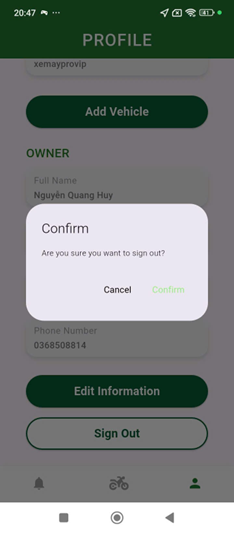 20:47
81
PROFILE
xemayprovip
Add Vehicle
OWNER
Full Name
Nguyễn Quang Huy
Confirm
Are you sure you want to sign out?
Cancel
Confirm
Phone Number
0368508814
Edit Information
Sign Out